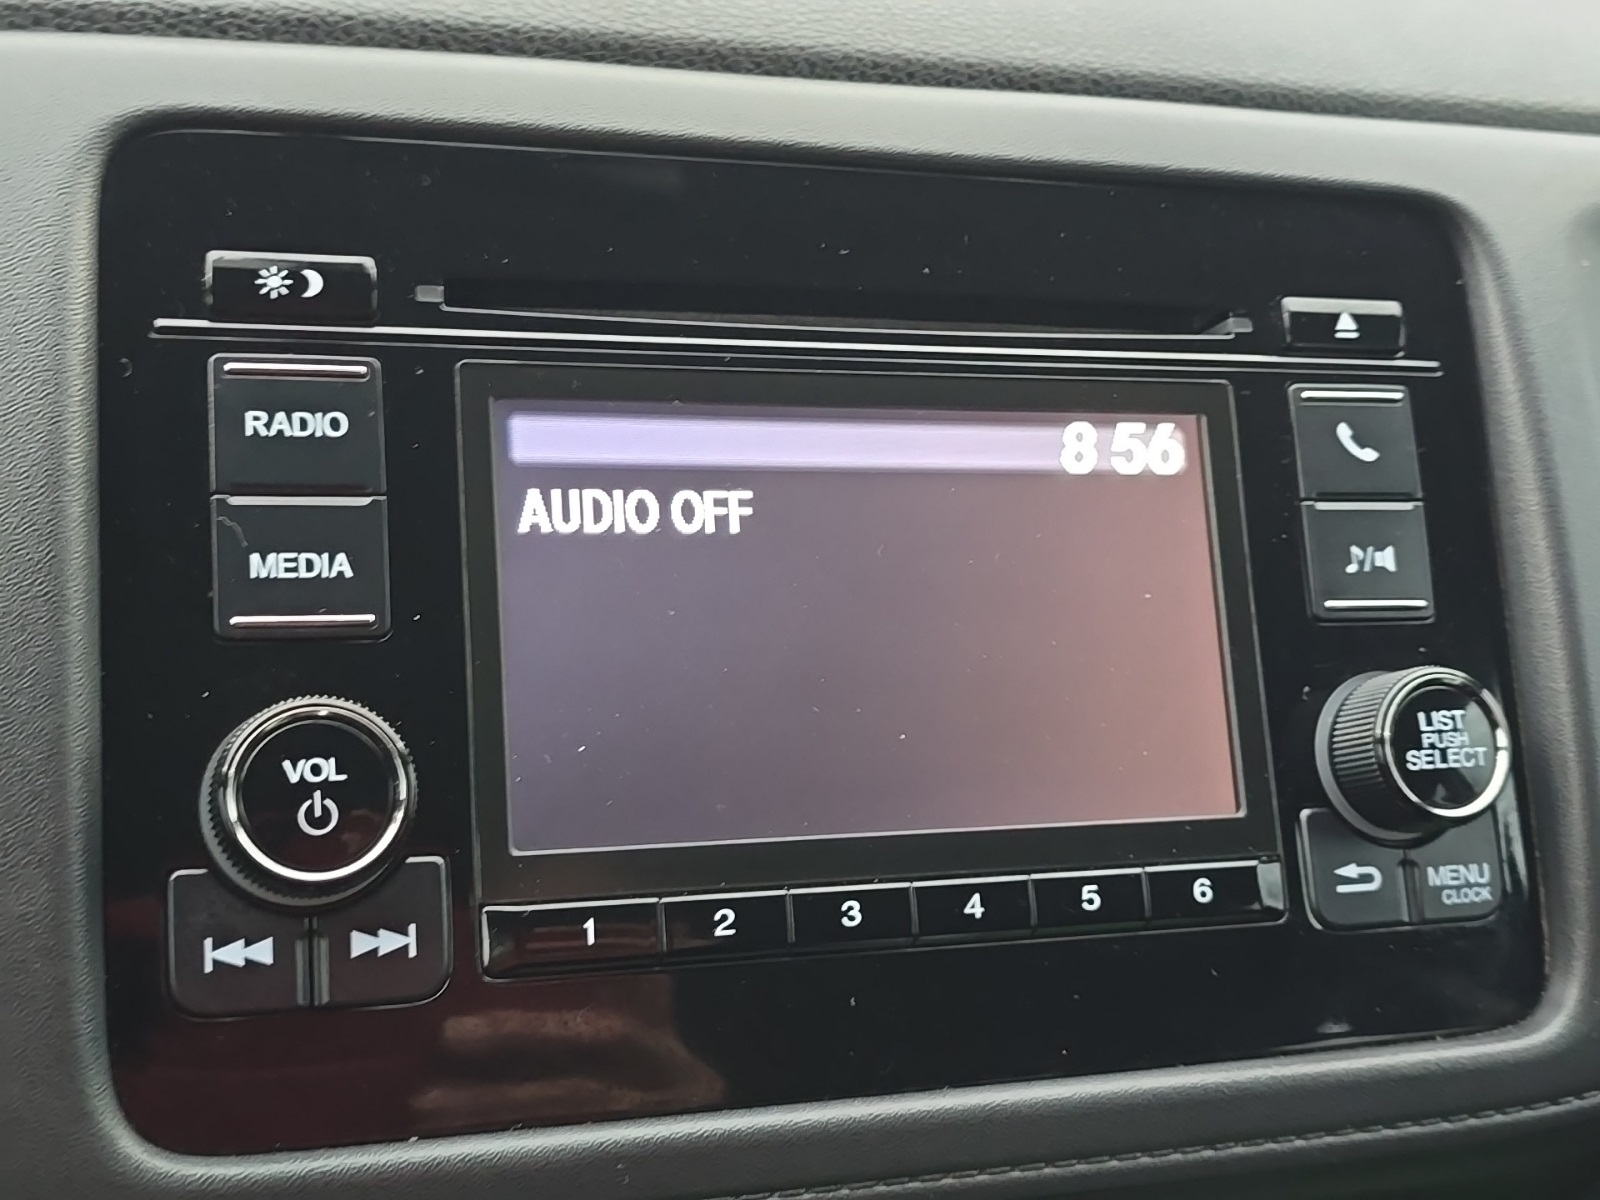 RADIO
MEDIA
8 56
AUDIO OFF
VOL
LIST
PUSH
SELECT
1 2 3 4 5 6
MENU
CLOCK